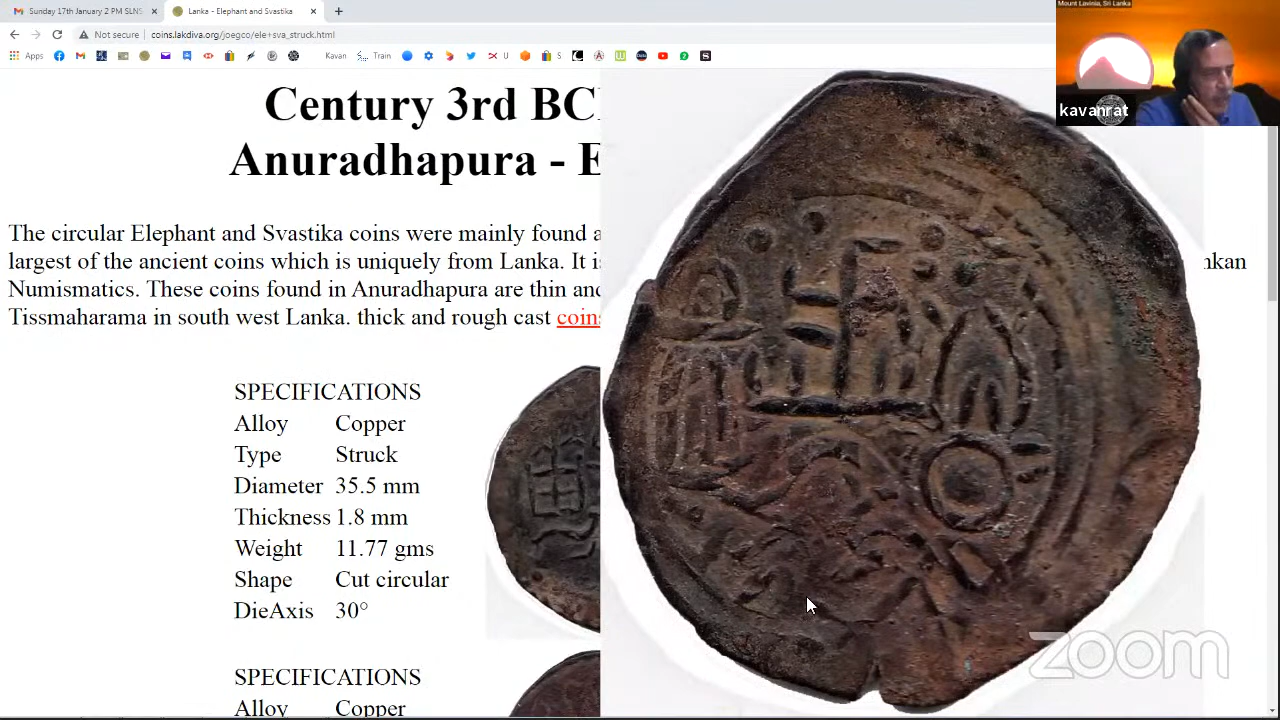 Sunday 17th January 2 PM SLNS
Lanka - Elephant and Svastika
Not secure
coins.lakdiva.org/joegco/ele+sva_struck.html
Apps
Kavan
Train
U
S
Mount Lavinia, Sri Lanka
kavanrat
Century 3rd BC
Anuradhapura - E
The circular Elephant and Svastika coins were mainly found a
largest of the ancient coins which is uniquely from Lanka. It is
nkan
Numismatics. These coins found in Anuradhapura are thin and
Tissmaharama in south west Lanka. thick and rough cast coins
SPECIFICATIONS
Alloy Copper
Type Struck
Diameter 35.5 mm
Thickness 1.8 mm
Weight 11.77 gms
Shape Cut circular
DieAxis 30°
SPECIFICATIONS
Alloy Copper
zoom